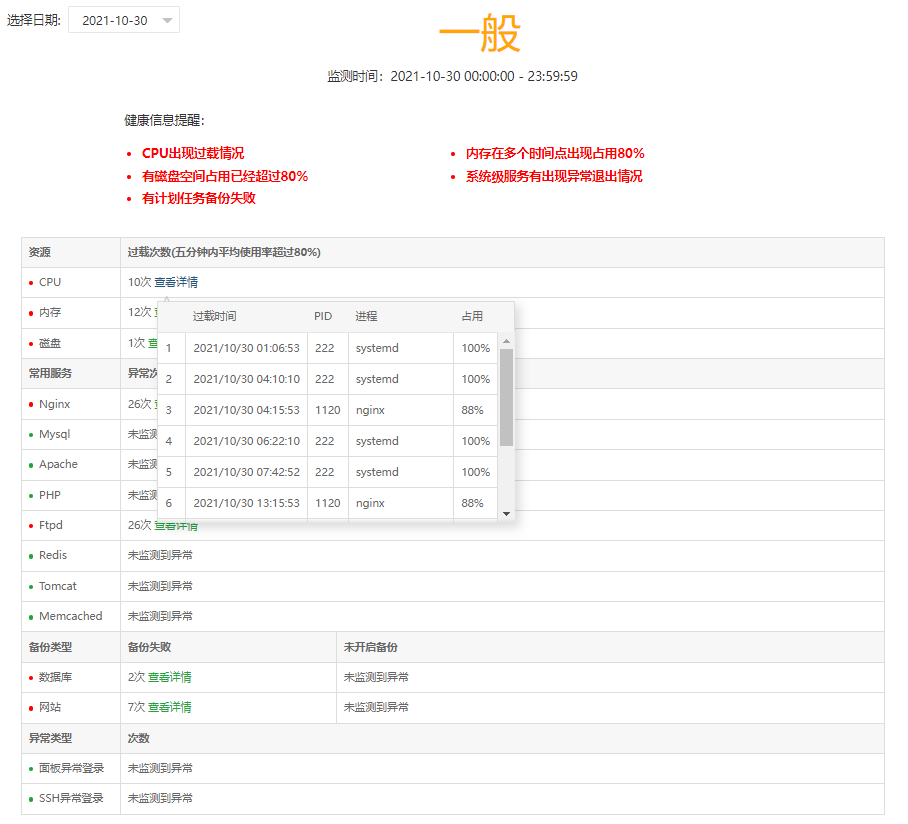 选择日期: 2021-10-30
一般
监测时间：2021-10-30 00:00:00 - 23:59:59
健康信息提醒：
CPU出现过载情况
内存在多个时间点出现占用80%
有磁盘空间占用已经超过80%
系统级服务有出现异常退出情况
有计划任务备份失败
资源 过载次数(五分钟内平均使用率超过80%)
CPU 10次 查看详情
内存 12次
磁盘 1次 查
常用服务 异常次
Nginx 26次
Mysql 未监测
Apache 未监测
PHP 未监测
过载时间 PID 进程 占用
1 2021/10/30 01:06:53 222 systemd 100%
2 2021/10/30 04:10:10 222 systemd 100%
3 2021/10/30 04:15:53 1120 nginx 88%
4 2021/10/30 06:22:10 222 systemd 100%
5 2021/10/30 07:42:52 222 systemd 100%
6 2021/10/30 13:15:53 1120 nginx 88%
Ftpd 26次 查看详情
Redis 未监测到异常
Tomcat 未监测到异常
Memcached 未监测到异常
备份类型 备份失败 未开启备份
数据库 2次 查看详情 未监测到异常
网站 7次 查看详情 未监测到异常
异常类型 次数
面板异常登录 未监测到异常
SSH异常登录 未监测到异常